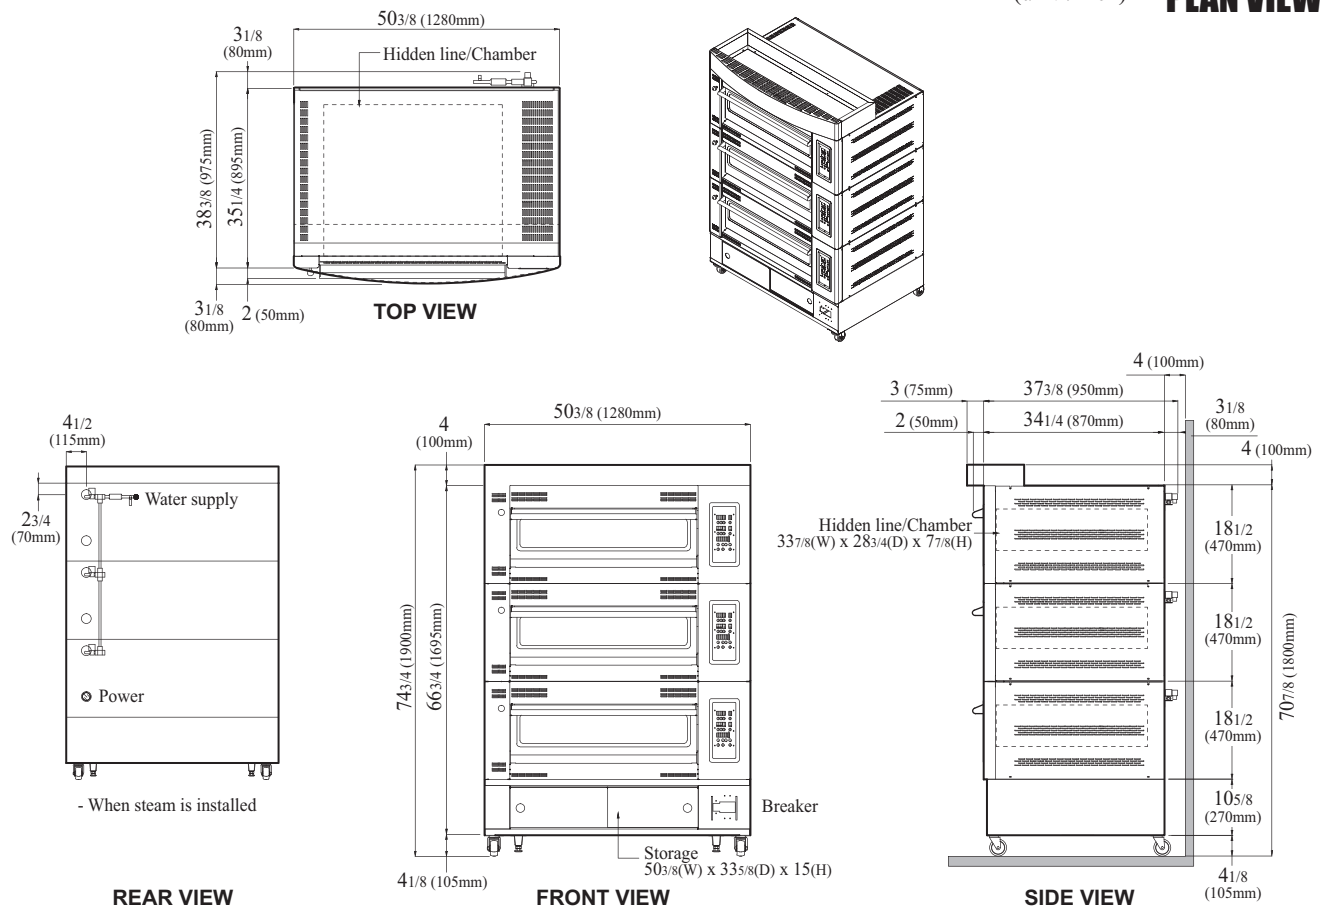 PLAN VIEW
50 3/8 (1280mm)
3 1/8
(80mm)
Hidden line/Chamber
38 3/8 (975mm)
35 1/4 (895mm)
3 1/8
(80mm)
2 (50mm)
TOP VIEW
4 1/2
(115mm)
2 3/4
(70mm)
Water supply
Power
- When steam is installed
REAR VIEW
50 3/8 (1280mm)
4
(100mm)
74 3/4 (1900mm)
66 3/4 (1695mm)
4 1/8 (105mm)
Breaker
Storage
50 3/8(W) x 33 5/8(D) x 15(H)
FRONT VIEW
4 (100mm)
3 (75mm)
37 3/8 (950mm)
2 (50mm)
34 1/4 (870mm)
3 1/8
(80mm)
4 (100mm)
Hidden line/Chamber
33 7/8(W) x 28 3/4(D) x 7 7/8(H)
18 1/2
(470mm)
18 1/2
(470mm)
18 1/2
(470mm)
70 7/8 (1800mm)
10 5/8
(270mm)
4 1/8
(105mm)
SIDE VIEW